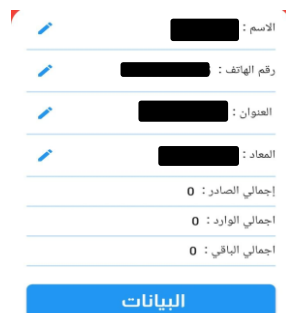 الاسم :
رقم الهاتف :
العنوان :
المعاد :
إجمالي الصادر : 0
اجمالي الوارد : 0
اجمالي الباقي : 0
البيانات